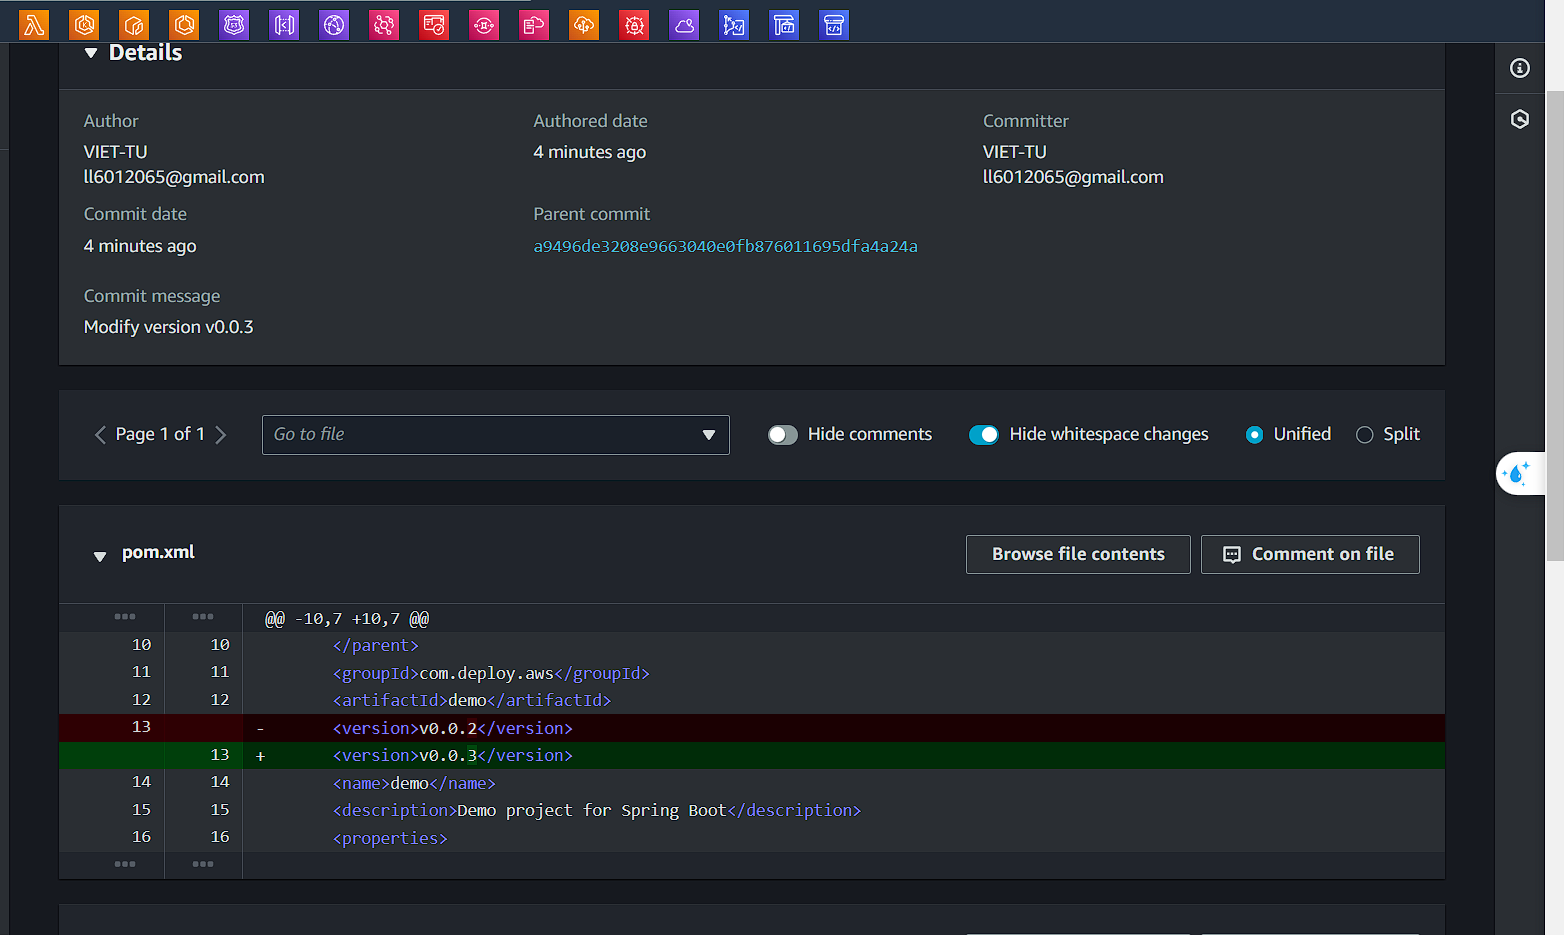 Details
Author
Authored date
Committer
VIET-TU
4 minutes ago
VIET-TU
ll6012065@gmail.com
ll6012065@gmail.com
Commit date
Parent commit
4 minutes ago
a9496de3208e9663040e0fb876011695dfa4a24a
Commit message
Modify version v0.0.3
Page 1 of 1
Go to file
Hide comments
Hide whitespace changes
Unified
Split
pom.xml
Browse file contents
Comment on file
@@ -10,7 +10,7 @@
10 10 </parent>
11 11 <groupId>com.deploy.aws</groupId>
12 12 <artifactId>demo</artifactId>
13 - <version>v0.0.2</version>
13 + <version>v0.0.3</version>
14 14 <name>demo</name>
15 15 <description>Demo project for Spring Boot</description>
16 16 <properties>